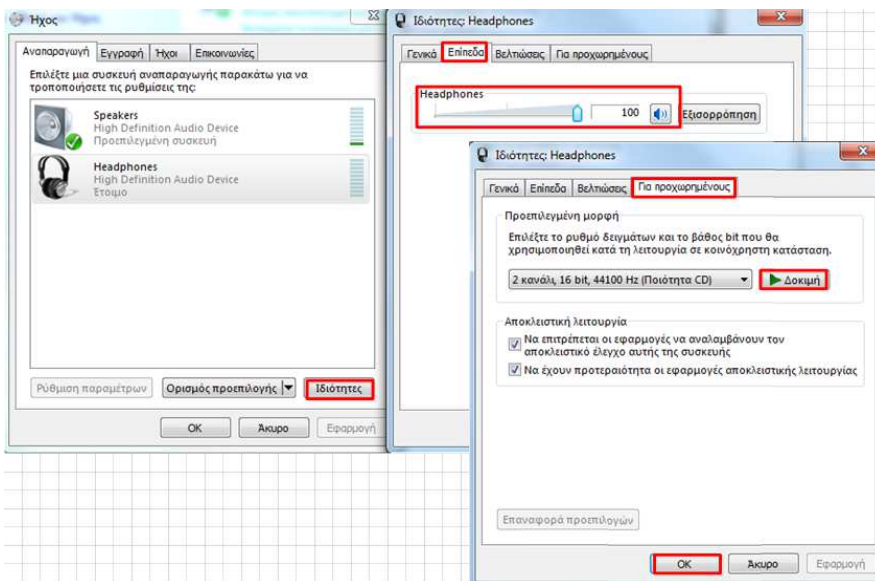 Ήχος
Αναπαραγωγή Εγγραφή Ήχοι Επικοινωνίες
Επιλέξτε μια συσκευή αναπαραγωγής παρακάτω για να
τροποποιήσετε τις ρυθμίσεις της:
Speakers
High Definition Audio Device
Προεπιλεγμένη συσκευή
Headphones
High Definition Audio Device
Έτοιμο
Ρύθμιση παραμέτρων Ορισμός προεπιλογής Ιδιότητες
OK Άκυρο Εφαρμογή
Ιδιότητες: Headphones
Γενικά Επίπεδα Βελτιώσεις Για προχωρημένους
Headphones
100 Εξισορρόπηση
Ιδιότητες: Headphones
Γενικά Επίπεδα Βελτιώσεις Για προχωρημένους
Προεπιλεγμένη μορφή
Επιλέξτε το ρυθμό δειγμάτων και το βάθος bit που θα
χρησιμοποιηθεί κατά τη λειτουργία σε κοινόχρηστη κατάσταση.
2 κανάλι, 16 bit, 44100 Hz (Ποιότητα CD) Δοκιμή
Αποκλειστική λειτουργία
Να επιτρέπεται οι εφαρμογές να αναλαμβάνουν τον
αποκλειστικό έλεγχο αυτής της συσκευής
Να έχουν προτεραιότητα οι εφαρμογές αποκλειστικής λειτουργίας
Επαναφορά προεπιλογών
OK Άκυρο Εφαρμογή